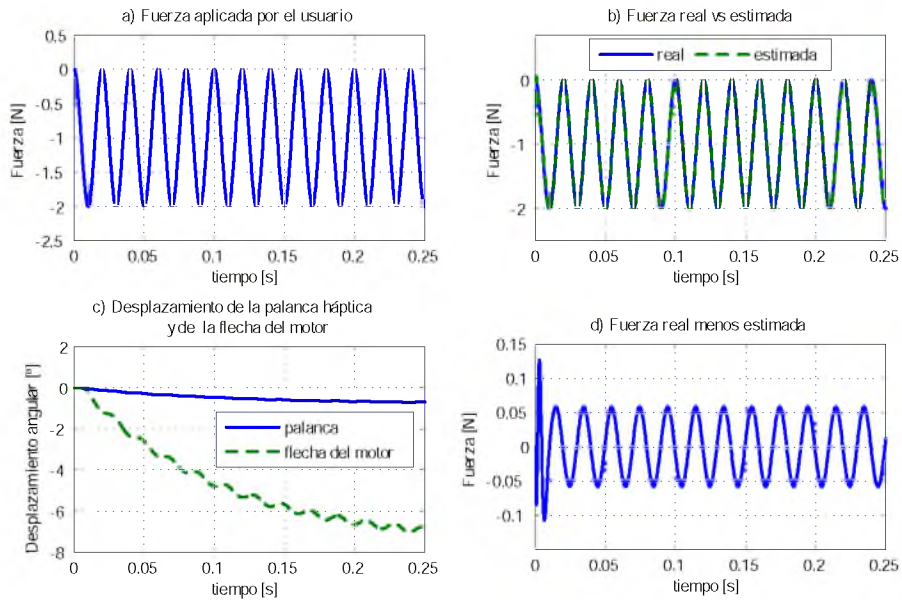 a) Fuerza aplicada por el usuario
0.5
0
-0.5
-1
-1.5
-2
-2.5
Fuerza [N]
0 0.05 0.1 0.15 0.2 0.25
tiempo [s]
b) Fuerza real vs estimada
real estimada
0
-1
-2
Fuerza [N]
0 0.05 0.1 0.15 0.2 0.25
tiempo [s]
c) Desplazamiento de la palanca háptica
y de la flecha del motor
2
0
-2
-4
-6
-8
Desplazamiento angular [º]
palanca
flecha del motor
0 0.05 0.1 0.15 0.2 0.25
tiempo [s]
d) Fuerza real menos estimada
0.15
0.1
0.05
0
-0.05
-0.1
Fuerza [N]
0 0.05 0.1 0.15 0.2 0.25
tiempo [s]